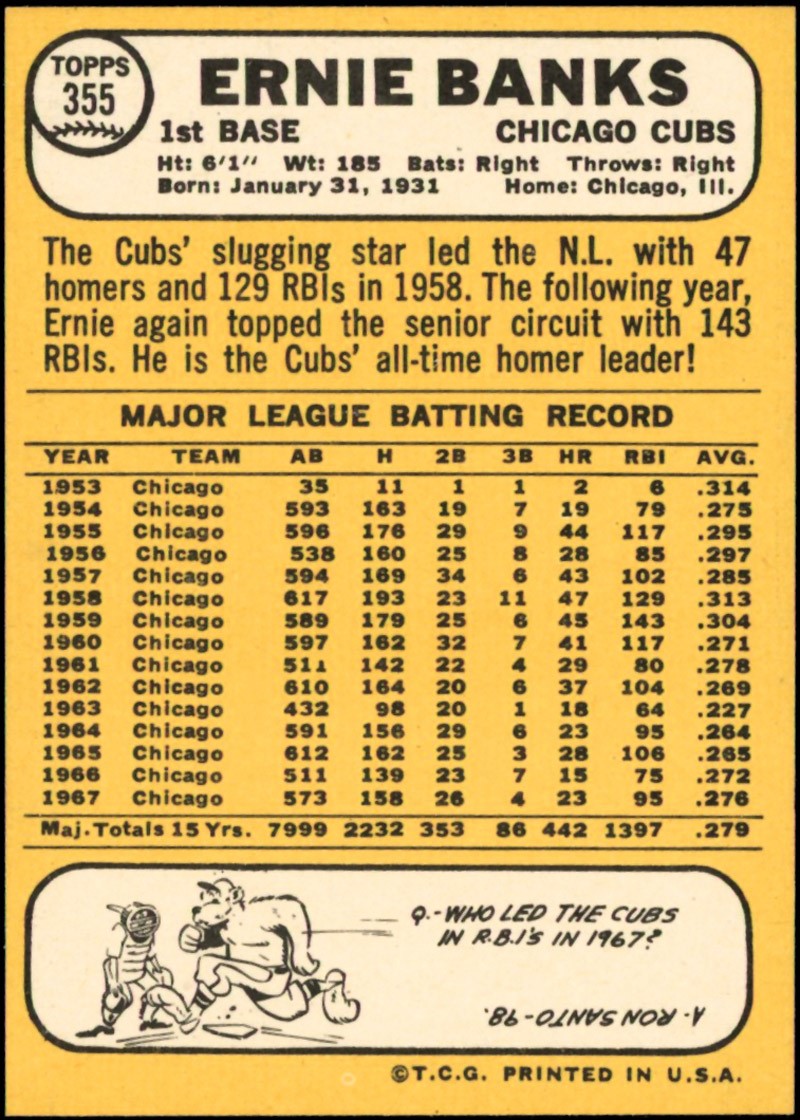 TOPPS
355
ERNIE BANKS
1st BASE CHICAGO CUBS
Ht: 6'1" Wt: 185 Bats: Right Throws: Right
Born: January 31, 1931 Home: Chicago, Ill.
The Cubs' slugging star led the N.L. with 47
homers and 129 RBIs in 1958. The following year,
Ernie again topped the senior circuit with 143
RBIs. He is the Cubs' all-time homer leader!
MAJOR LEAGUE BATTING RECORD
YEAR TEAM AB H 2B 3B HR RBI AVG.
1953 Chicago 35 11 1 1 2 6 .314
1954 Chicago 593 163 19 7 19 79 .275
1955 Chicago 596 176 29 9 44 117 .295
1956 Chicago 538 160 25 8 28 85 .297
1957 Chicago 594 169 34 6 43 102 .285
1958 Chicago 617 193 23 11 47 129 .313
1959 Chicago 589 179 25 6 45 143 .304
1960 Chicago 597 162 32 7 41 117 .271
1961 Chicago 511 142 22 4 29 80 .278
1962 Chicago 610 164 20 6 37 104 .269
1963 Chicago 432 98 20 1 18 64 .227
1964 Chicago 591 156 29 6 23 95 .264
1965 Chicago 612 162 25 3 28 106 .265
1966 Chicago 511 139 23 7 15 75 .272
1967 Chicago 573 158 26 4 23 95 .276
Maj. Totals 15 Yrs. 7999 2232 353 86 442 1397 .279
Q.-WHO LED THE CUBS
IN R.B.I'S IN 1967?
A- RON SANTO-98.
©T.C.G. PRINTED IN U.S.A.